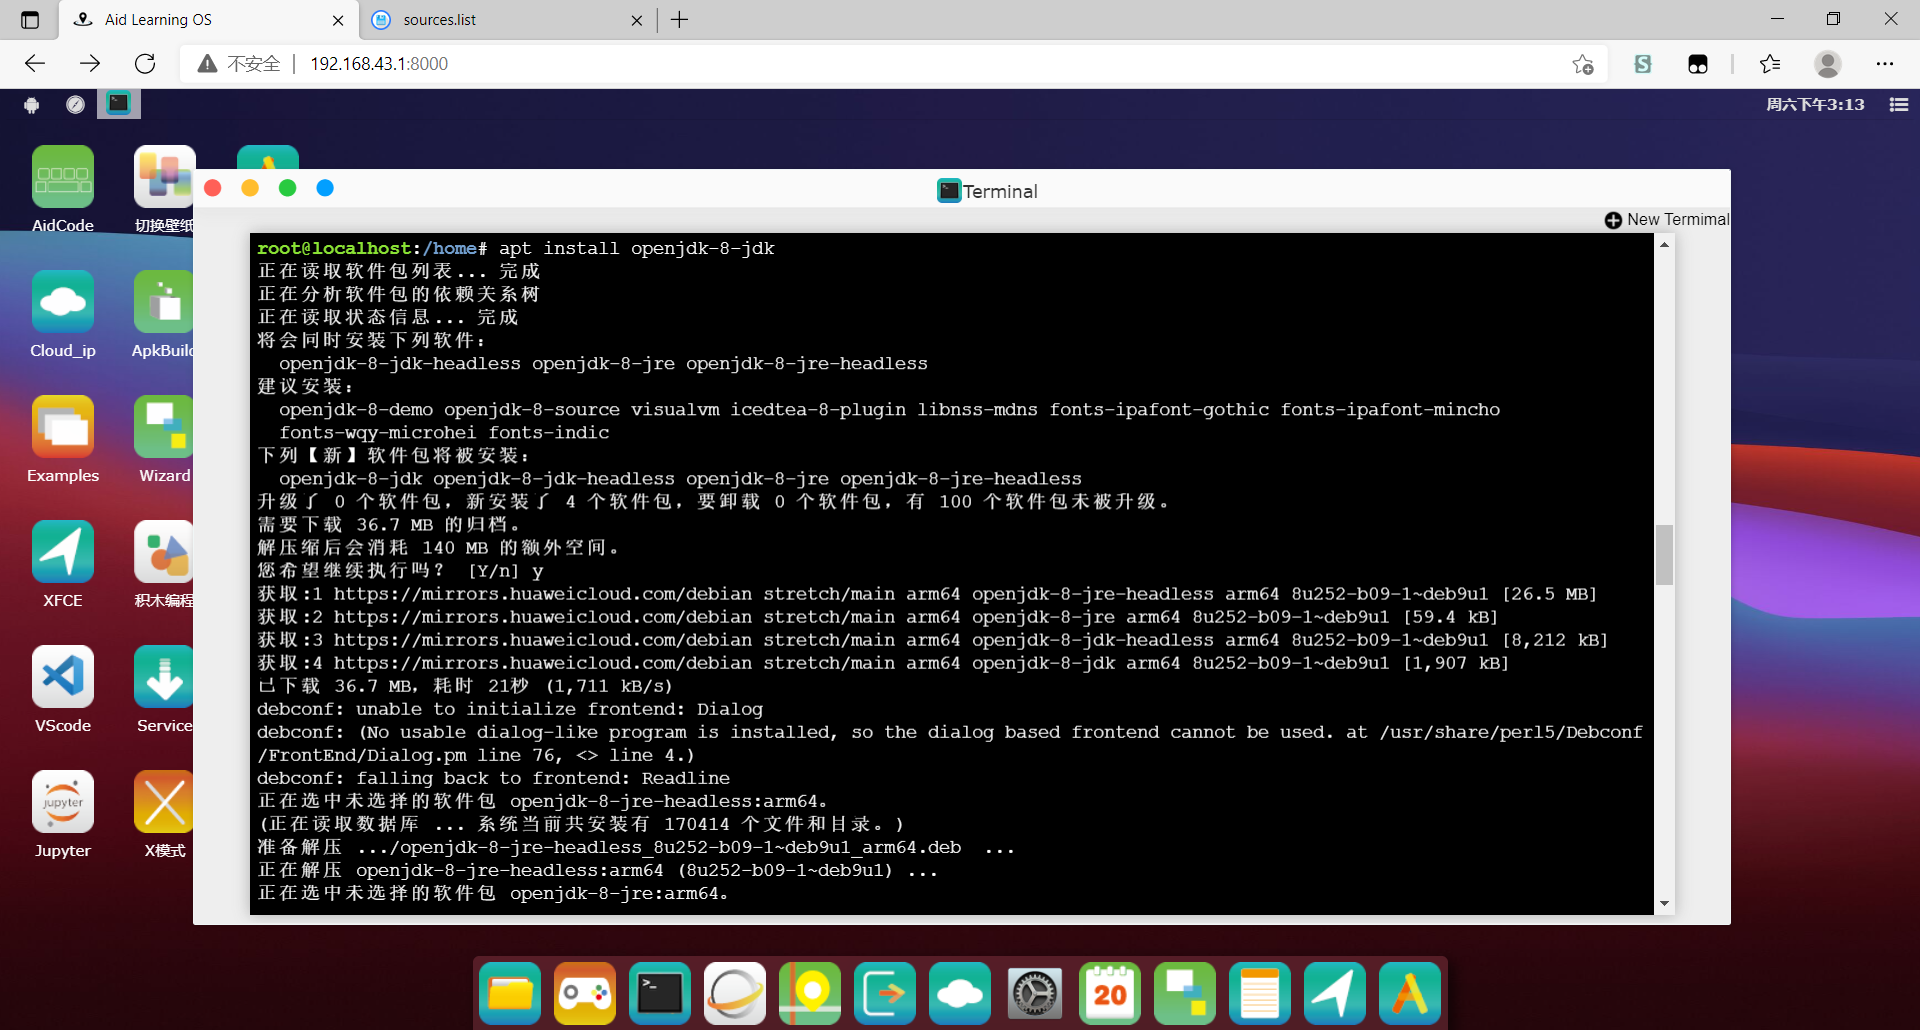 Aid Learning OS
sources.list
不安全 192.168.43.1:8000
周六下午3:13
AidCode
切换壁纸
Cloud_ip
ApkBuild
Examples
Wizard
XFCE
积木编程
VScode
Service
jupyter
Jupyter
X模式
Terminal
New Termimal
root@localhost:/home# apt install openjdk-8-jdk
正在读取软件包列表... 完成
正在分析软件包的依赖关系树
正在读取状态信息... 完成
将会同时安装下列软件:
openjdk-8-jdk-headless openjdk-8-jre openjdk-8-jre-headless
建议安装:
openjdk-8-demo openjdk-8-source visualvm icedtea-8-plugin libnss-mdns fonts-ipafont-gothic fonts-ipafont-mincho
fonts-wqy-microhei fonts-indic
下列【新】软件包将被安装:
openjdk-8-jdk openjdk-8-jdk-headless openjdk-8-jre openjdk-8-jre-headless
升级了 0 个软件包，新安装了 4 个软件包，要卸载 0 个软件包，有 100 个软件包未被升级。
需要下载 36.7 MB 的归档。
解压缩后会消耗 140 MB 的额外空间。
您希望继续执行吗？ [Y/n] y
获取:1 https://mirrors.huaweicloud.com/debian stretch/main arm64 openjdk-8-jre-headless arm64 8u252-b09-1~deb9u1 [26.5 MB]
获取:2 https://mirrors.huaweicloud.com/debian stretch/main arm64 openjdk-8-jre arm64 8u252-b09-1~deb9u1 [59.4 kB]
获取:3 https://mirrors.huaweicloud.com/debian stretch/main arm64 openjdk-8-jdk-headless arm64 8u252-b09-1~deb9u1 [8,212 kB]
获取:4 https://mirrors.huaweicloud.com/debian stretch/main arm64 openjdk-8-jdk arm64 8u252-b09-1~deb9u1 [1,907 kB]
已下载 36.7 MB，耗时 21秒 (1,711 kB/s)
debconf: unable to initialize frontend: Dialog
debconf: (No usable dialog-like program is installed, so the dialog based frontend cannot be used. at /usr/share/perl5/Debconf
/FrontEnd/Dialog.pm line 76, <> line 4.)
debconf: falling back to frontend: Readline
正在选中未选择的软件包 openjdk-8-jre-headless:arm64。
(正在读取数据库 ... 系统当前共安装有 170414 个文件和目录。)
准备解压 .../openjdk-8-jre-headless_8u252-b09-1~deb9u1_arm64.deb ...
正在解压 openjdk-8-jre-headless:arm64 (8u252-b09-1~deb9u1) ...
正在选中未选择的软件包 openjdk-8-jre:arm64。
20